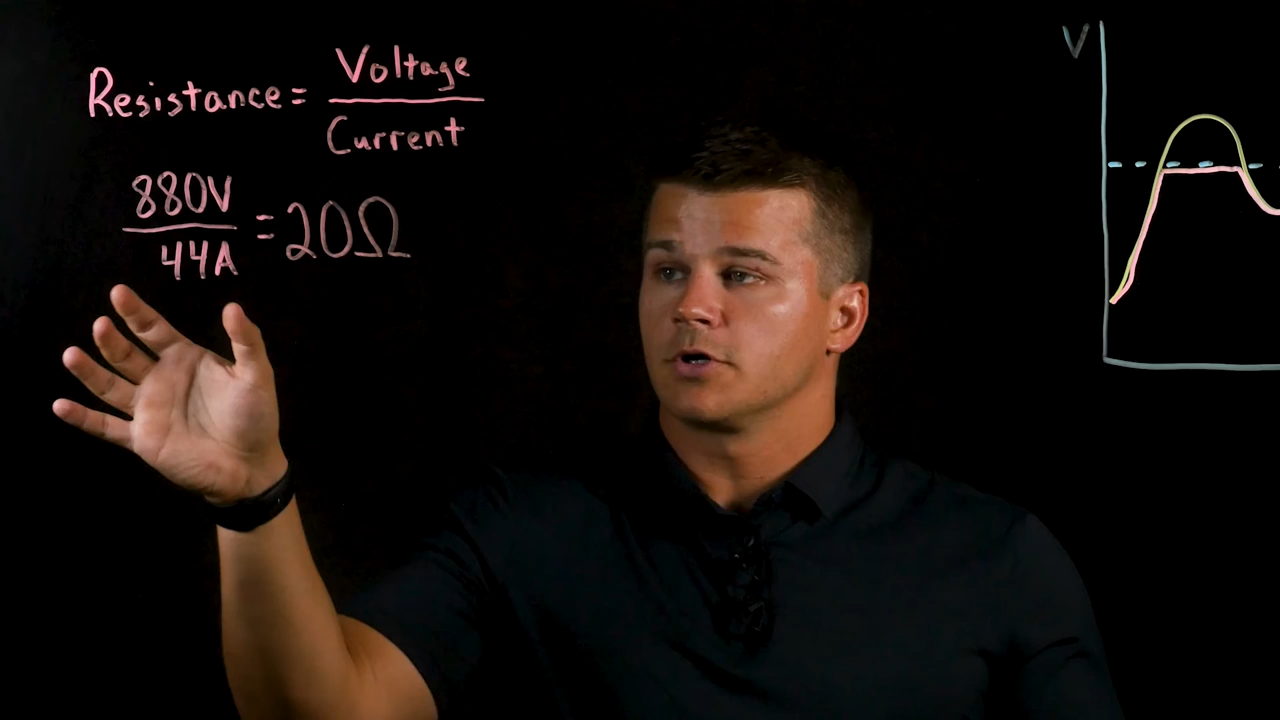 Resistance = Voltage / Current
880V / 44A = 20Ω
V